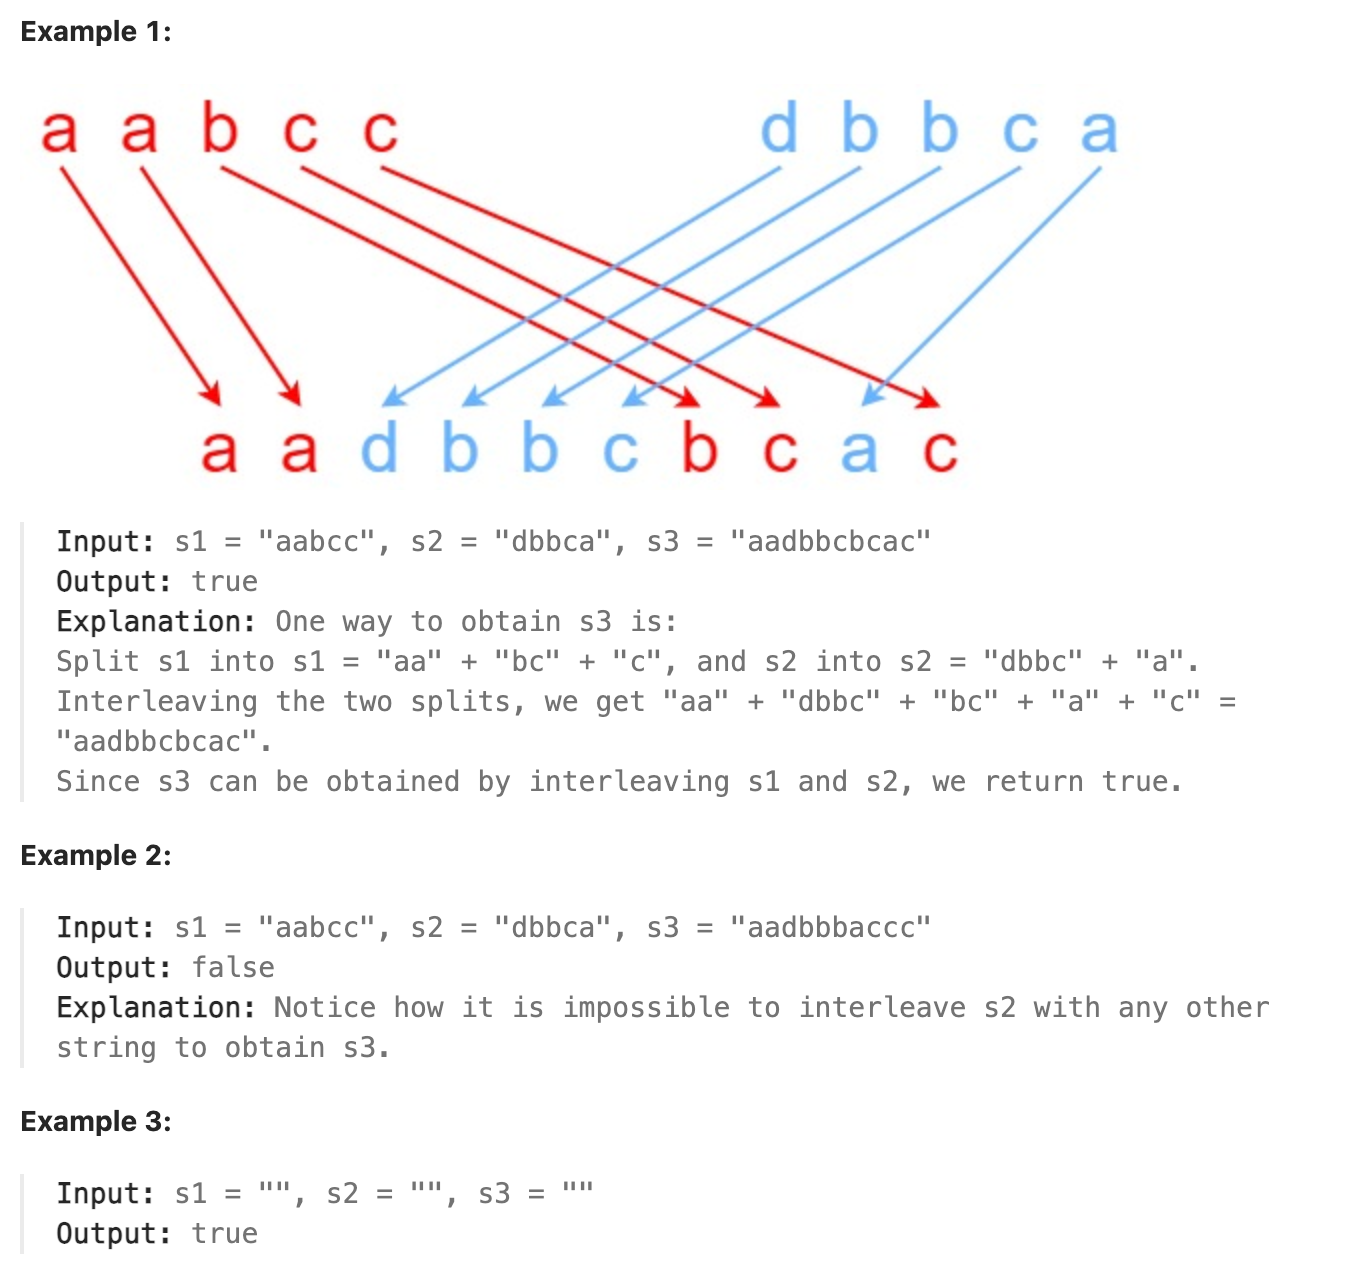 Example 1:
a a b c c d b b c a
a a d b b c b c a c
Input: s1 = "aabcc", s2 = "dbbca", s3 = "aadbbcbcac"
Output: true
Explanation: One way to obtain s3 is:
Split s1 into s1 = "aa" + "bc" + "c", and s2 into s2 = "dbbc" + "a".
Interleaving the two splits, we get "aa" + "dbbc" + "bc" + "a" + "c" =
"aadbbcbcac".
Since s3 can be obtained by interleaving s1 and s2, we return true.
Example 2:
Input: s1 = "aabcc", s2 = "dbbca", s3 = "aadbbbaccc"
Output: false
Explanation: Notice how it is impossible to interleave s2 with any other
string to obtain s3.
Example 3:
Input: s1 = "", s2 = "", s3 = ""
Output: true